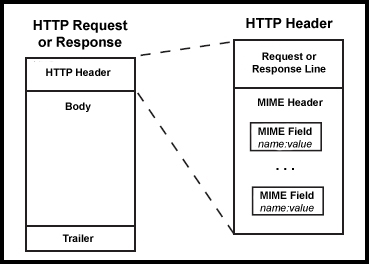 HTTP Request
or Response
HTTP Header
Body
Trailer
HTTP Header
Request or
Response Line
MIME Header
MIME Field
name:value
. . .
MIME Field
name:value